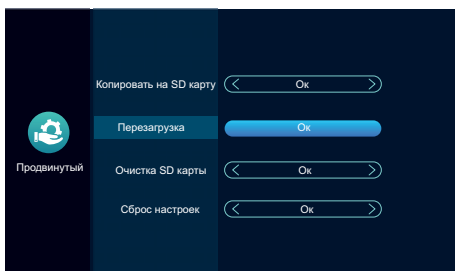 Копировать на SD карту
Ок
Перезагрузка
Ок
Продвинутый
Очистка SD карты
Ок
Сброс настроек
Ок